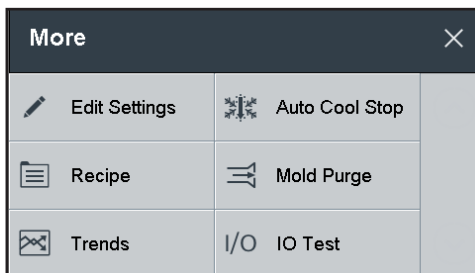 More
Edit Settings Auto Cool Stop
Recipe Mold Purge
Trends I/O IO Test